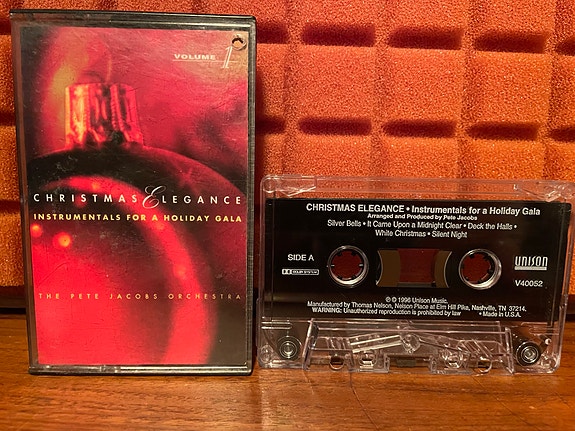 VOLUME 1
CHRISTMAS ELEGANCE
INSTRUMENTALS FOR A HOLIDAY GALA
THE PETE JACOBS ORCHESTRA
CHRISTMAS ELEGANCE • Instrumentals for a Holiday Gala
Arranged and Produced by Pete Jacobs
Silver Bells • It Came Upon a Midnight Clear • Deck the Halls •
White Christmas • Silent Night
SIDE A
DOLBY SYSTEM
UNISON
V40052
℗ © 1996 Unison Music.
Manufactured by Thomas Nelson, Nelson Place at Elm Hill Pike, Nashville, TN 37214.
WARNING: Unauthorized reproduction is prohibited by law • Made in U.S.A.